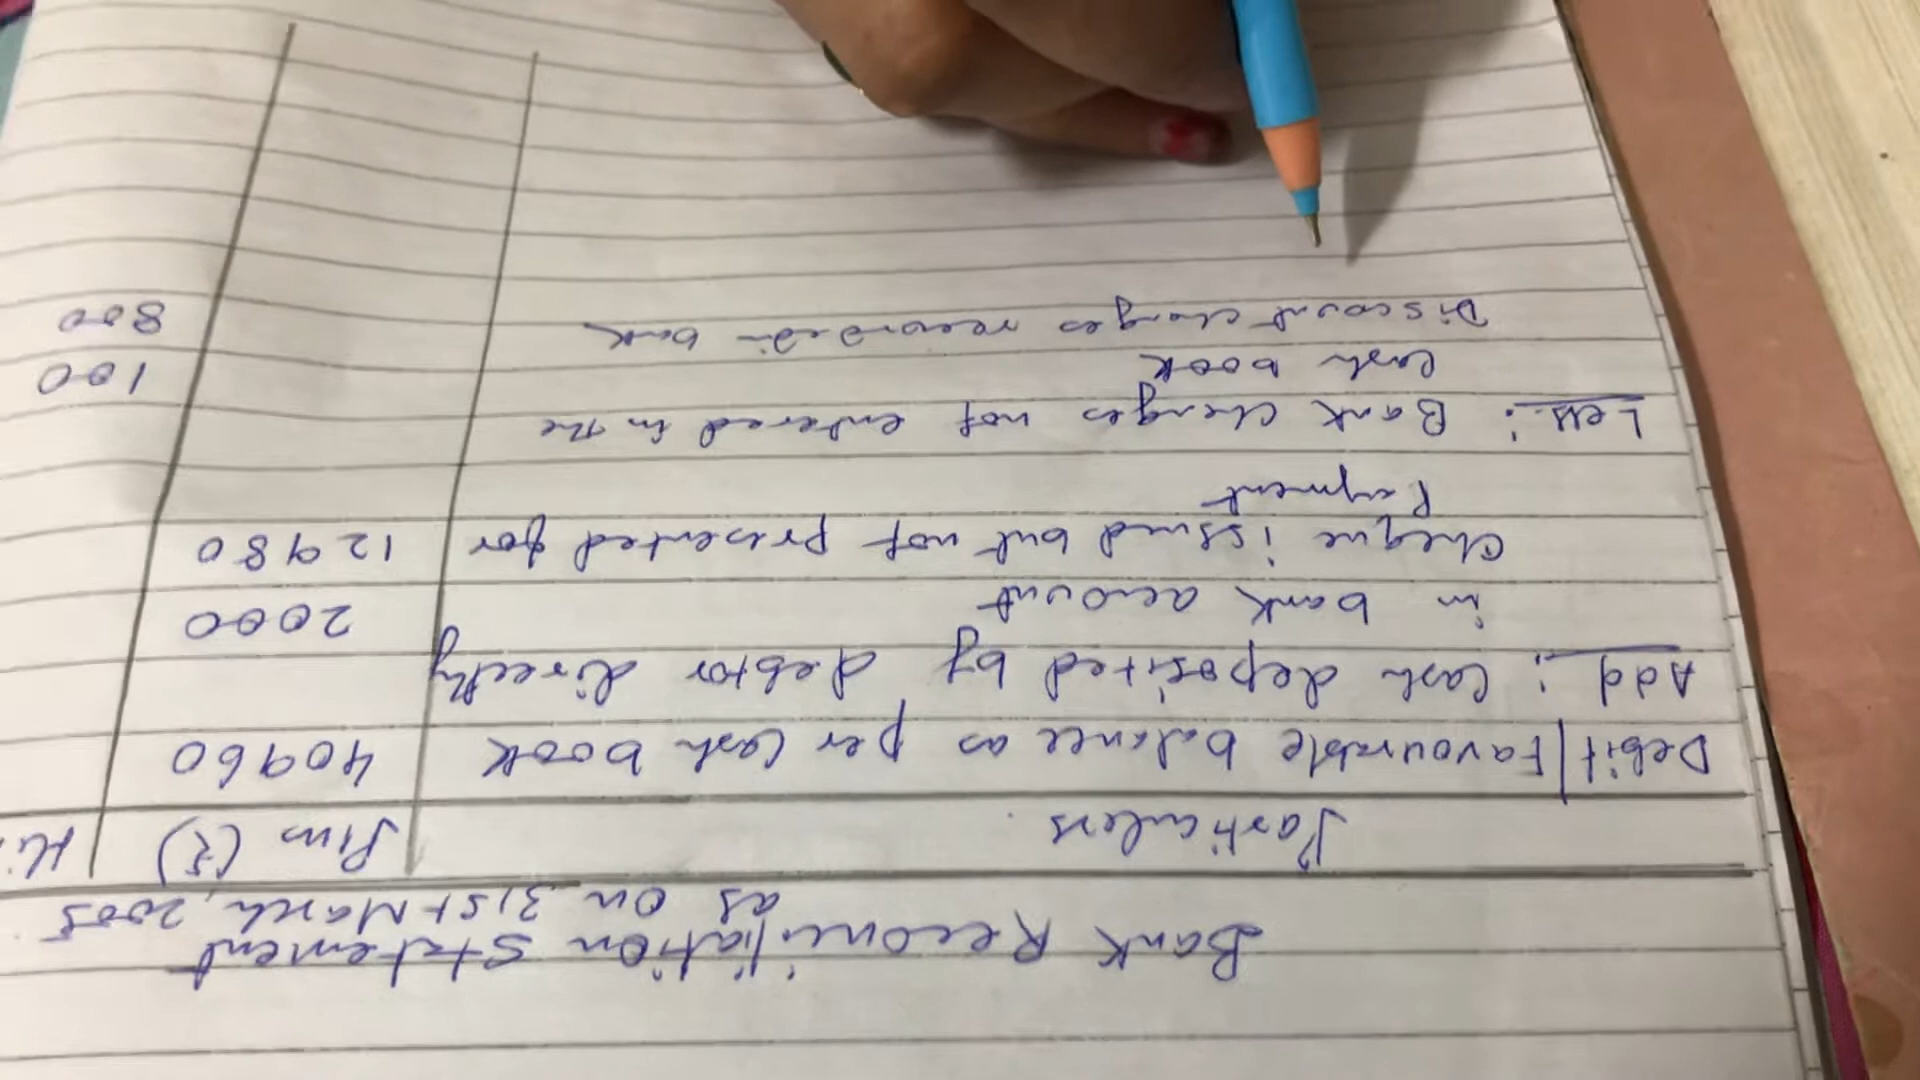 Bank Reconciliation Statement
as on 31st March, 2005
Particulars Plus (₹)
Debit/Favourable balance as per Cash book 40960
Add: Cash deposited by debtor directly
in bank account 2000
Cheque issued but not presented for 12980
Payment
Less: Bank charges not entered in the
Cash book 100
Discount charges recorded in bank 800